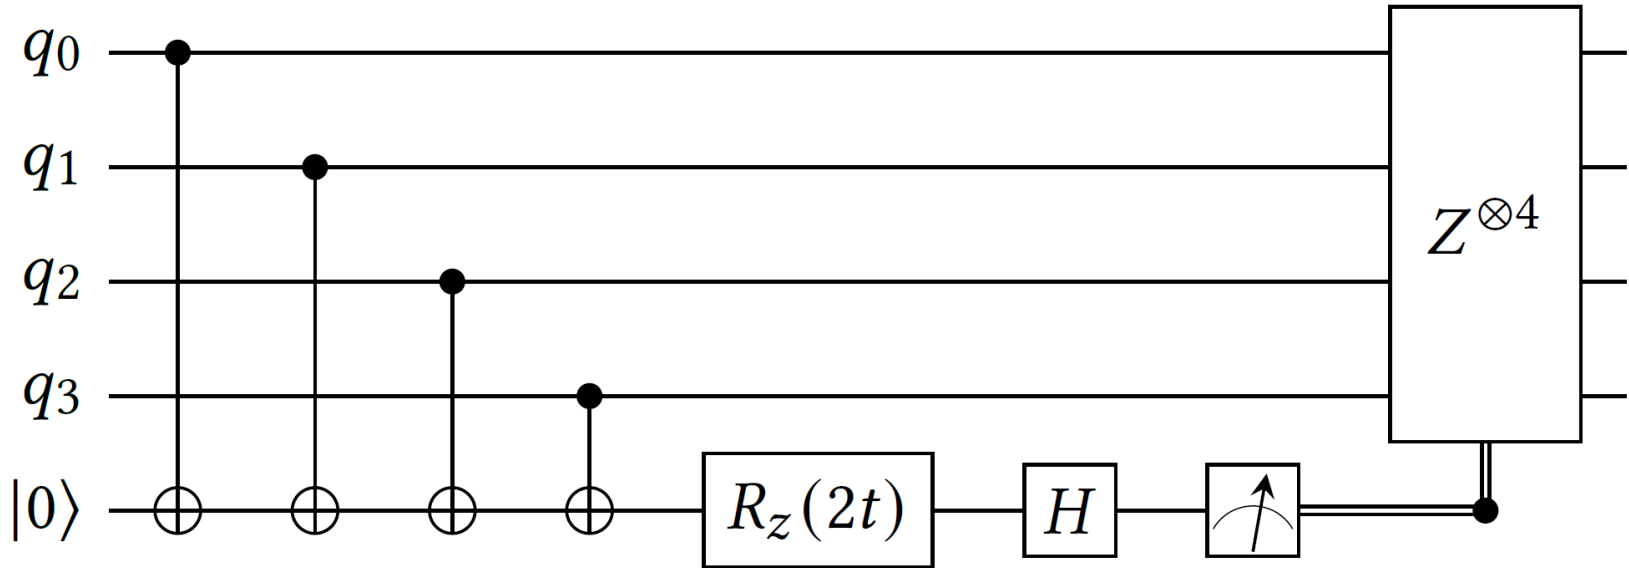 q₀
q₁
Z^{⊗4}
q₂
q₃
|0⟩ R_z(2t) H